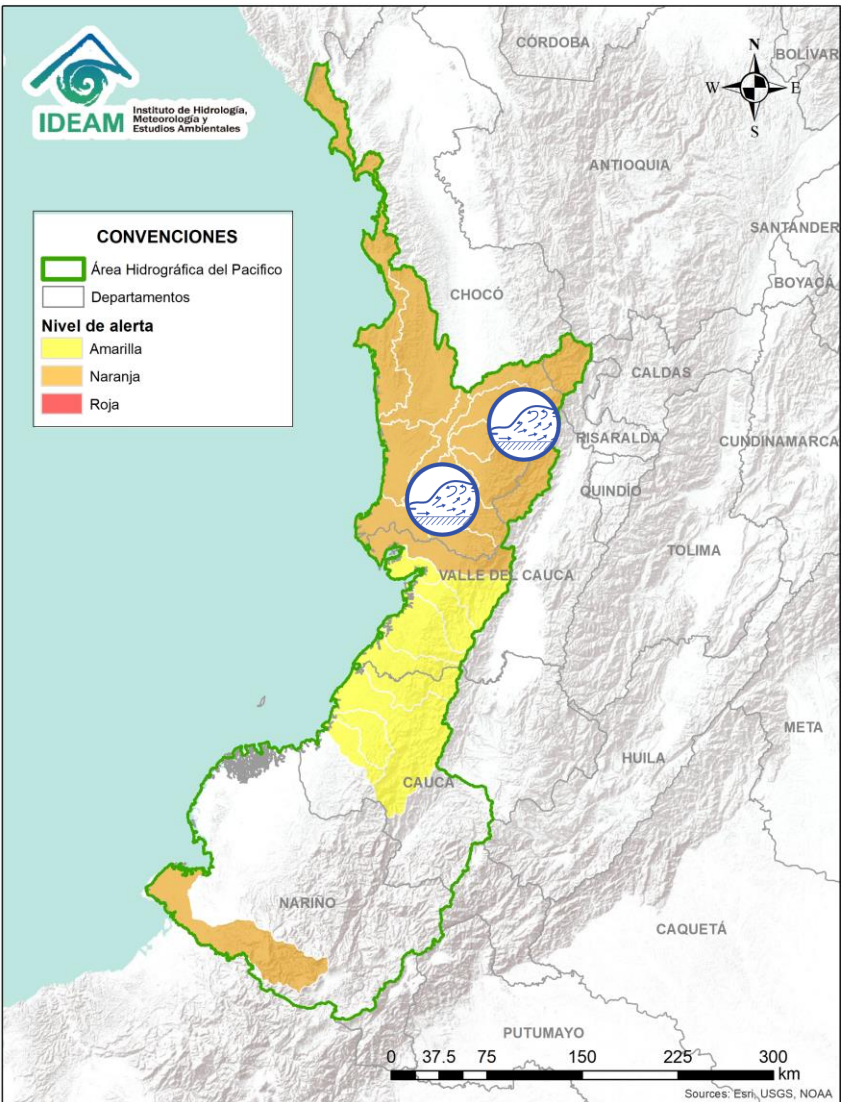 IDEAM
Instituto de Hidrología,
Meteorología y
Estudios Ambientales
CÓRDOBA
BOLÍVAR
N
W
E
S
ANTIOQUIA
SANTANDER
BOYACÁ
CONVENCIONES
Área Hidrográfica del Pacifico
Departamentos
Nivel de alerta
Amarilla
Naranja
Roja
CHOCÓ
CALDAS
RISARALDA
CUNDINAMARCA
QUINDÍO
TOLIMA
VALLE DEL CAUCA
META
HUILA
CAUCA
NARIÑO
CAQUETÁ
PUTUMAYO
0 37.5 75 150 225 300
km
Sources: Esri, USGS, NOAA